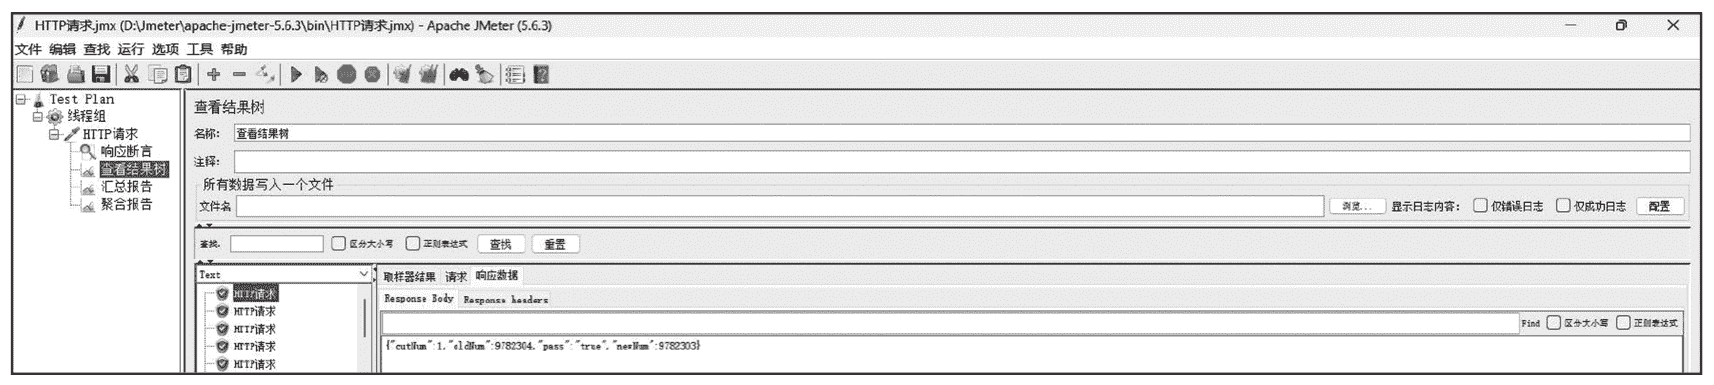 HTTP请求.jmx (D:\Jmeter\apache-jmeter-5.6.3\bin\HTTP请求.jmx) - Apache JMeter (5.6.3)
文件 编辑 查找 运行 选项 工具 帮助
Test Plan
线程组
HTTP请求
响应断言
查看结果树
汇总报告
聚合报告
查看结果树
名称: 查看结果树
注释:
所有数据写入一个文件
文件名 浏览... 显示日志内容: 仅错误日志 仅成功日志 配置
查找: 区分大小写 正则表达式 查找 重置
Text
HTTP请求
HTTP请求
HTTP请求
HTTP请求
HTTP请求
取样器结果 请求 响应数据
Response Body Response headers
Find 区分大小写 正则表达式
{"cutNum":1,"oldNum":9782304,"pass":"true","newNum":9782303}